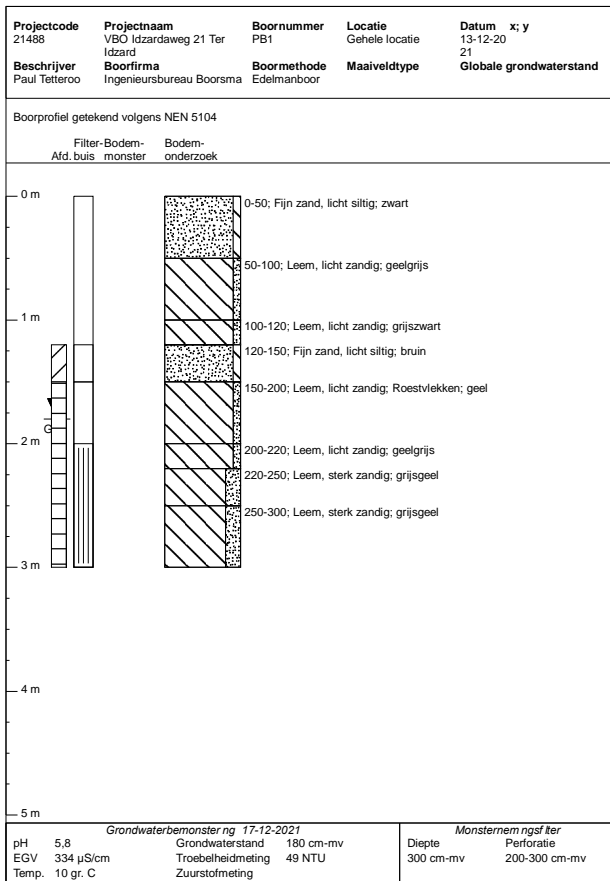 Projectcode Projectnaam Boornummer Locatie Datum x; y
21488 VBO Idzardaweg 21 Ter PB1 Gehele locatie 13-12-20
Idzard 21
Beschrijver Boorfirma Boormethode Maaiveldtype Globale grondwaterstand
Paul Tetteroo Ingenieursbureau Boorsma Edelmanboor
Boorprofiel getekend volgens NEN 5104
Filter- Bodem- Bodem-
Afd. buis monster onderzoek
0 m
0-50; Fijn zand, licht siltig; zwart
50-100; Leem, licht zandig; geelgrijs
1 m
100-120; Leem, licht zandig; grijszwart
120-150; Fijn zand, licht siltig; bruin
150-200; Leem, licht zandig; Roestvlekken; geel
G
2 m
200-220; Leem, licht zandig; geelgrijs
220-250; Leem, sterk zandig; grijsgeel
250-300; Leem, sterk zandig; grijsgeel
3 m
4 m
5 m
Grondwaterbemonster ng 17-12-2021 Monsternem ngsf lter
pH 5,8 Grondwaterstand 180 cm-mv Diepte Perforatie
EGV 334 µS/cm Troebelheidmeting 49 NTU 300 cm-mv 200-300 cm-mv
Temp. 10 gr. C Zuurstofmeting